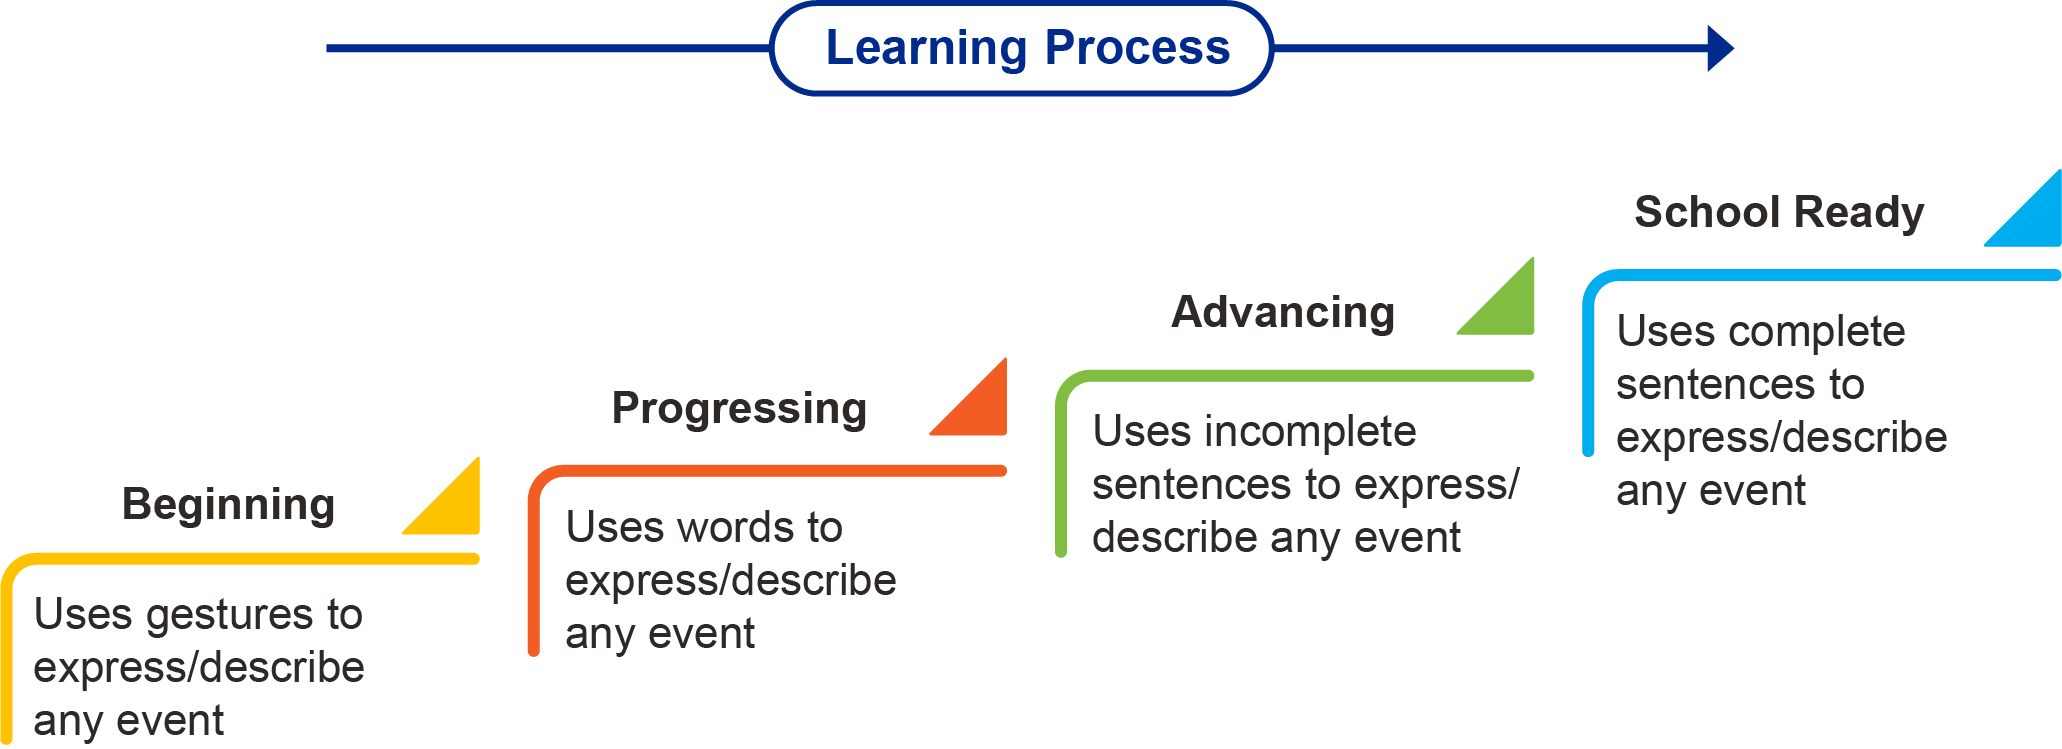 Learning Process
Beginning
Uses gestures to
express/describe
any event
Progressing
Uses words to
express/describe
any event
Advancing
Uses incomplete
sentences to express/
describe any event
School Ready
Uses complete
sentences to
express/describe
any event